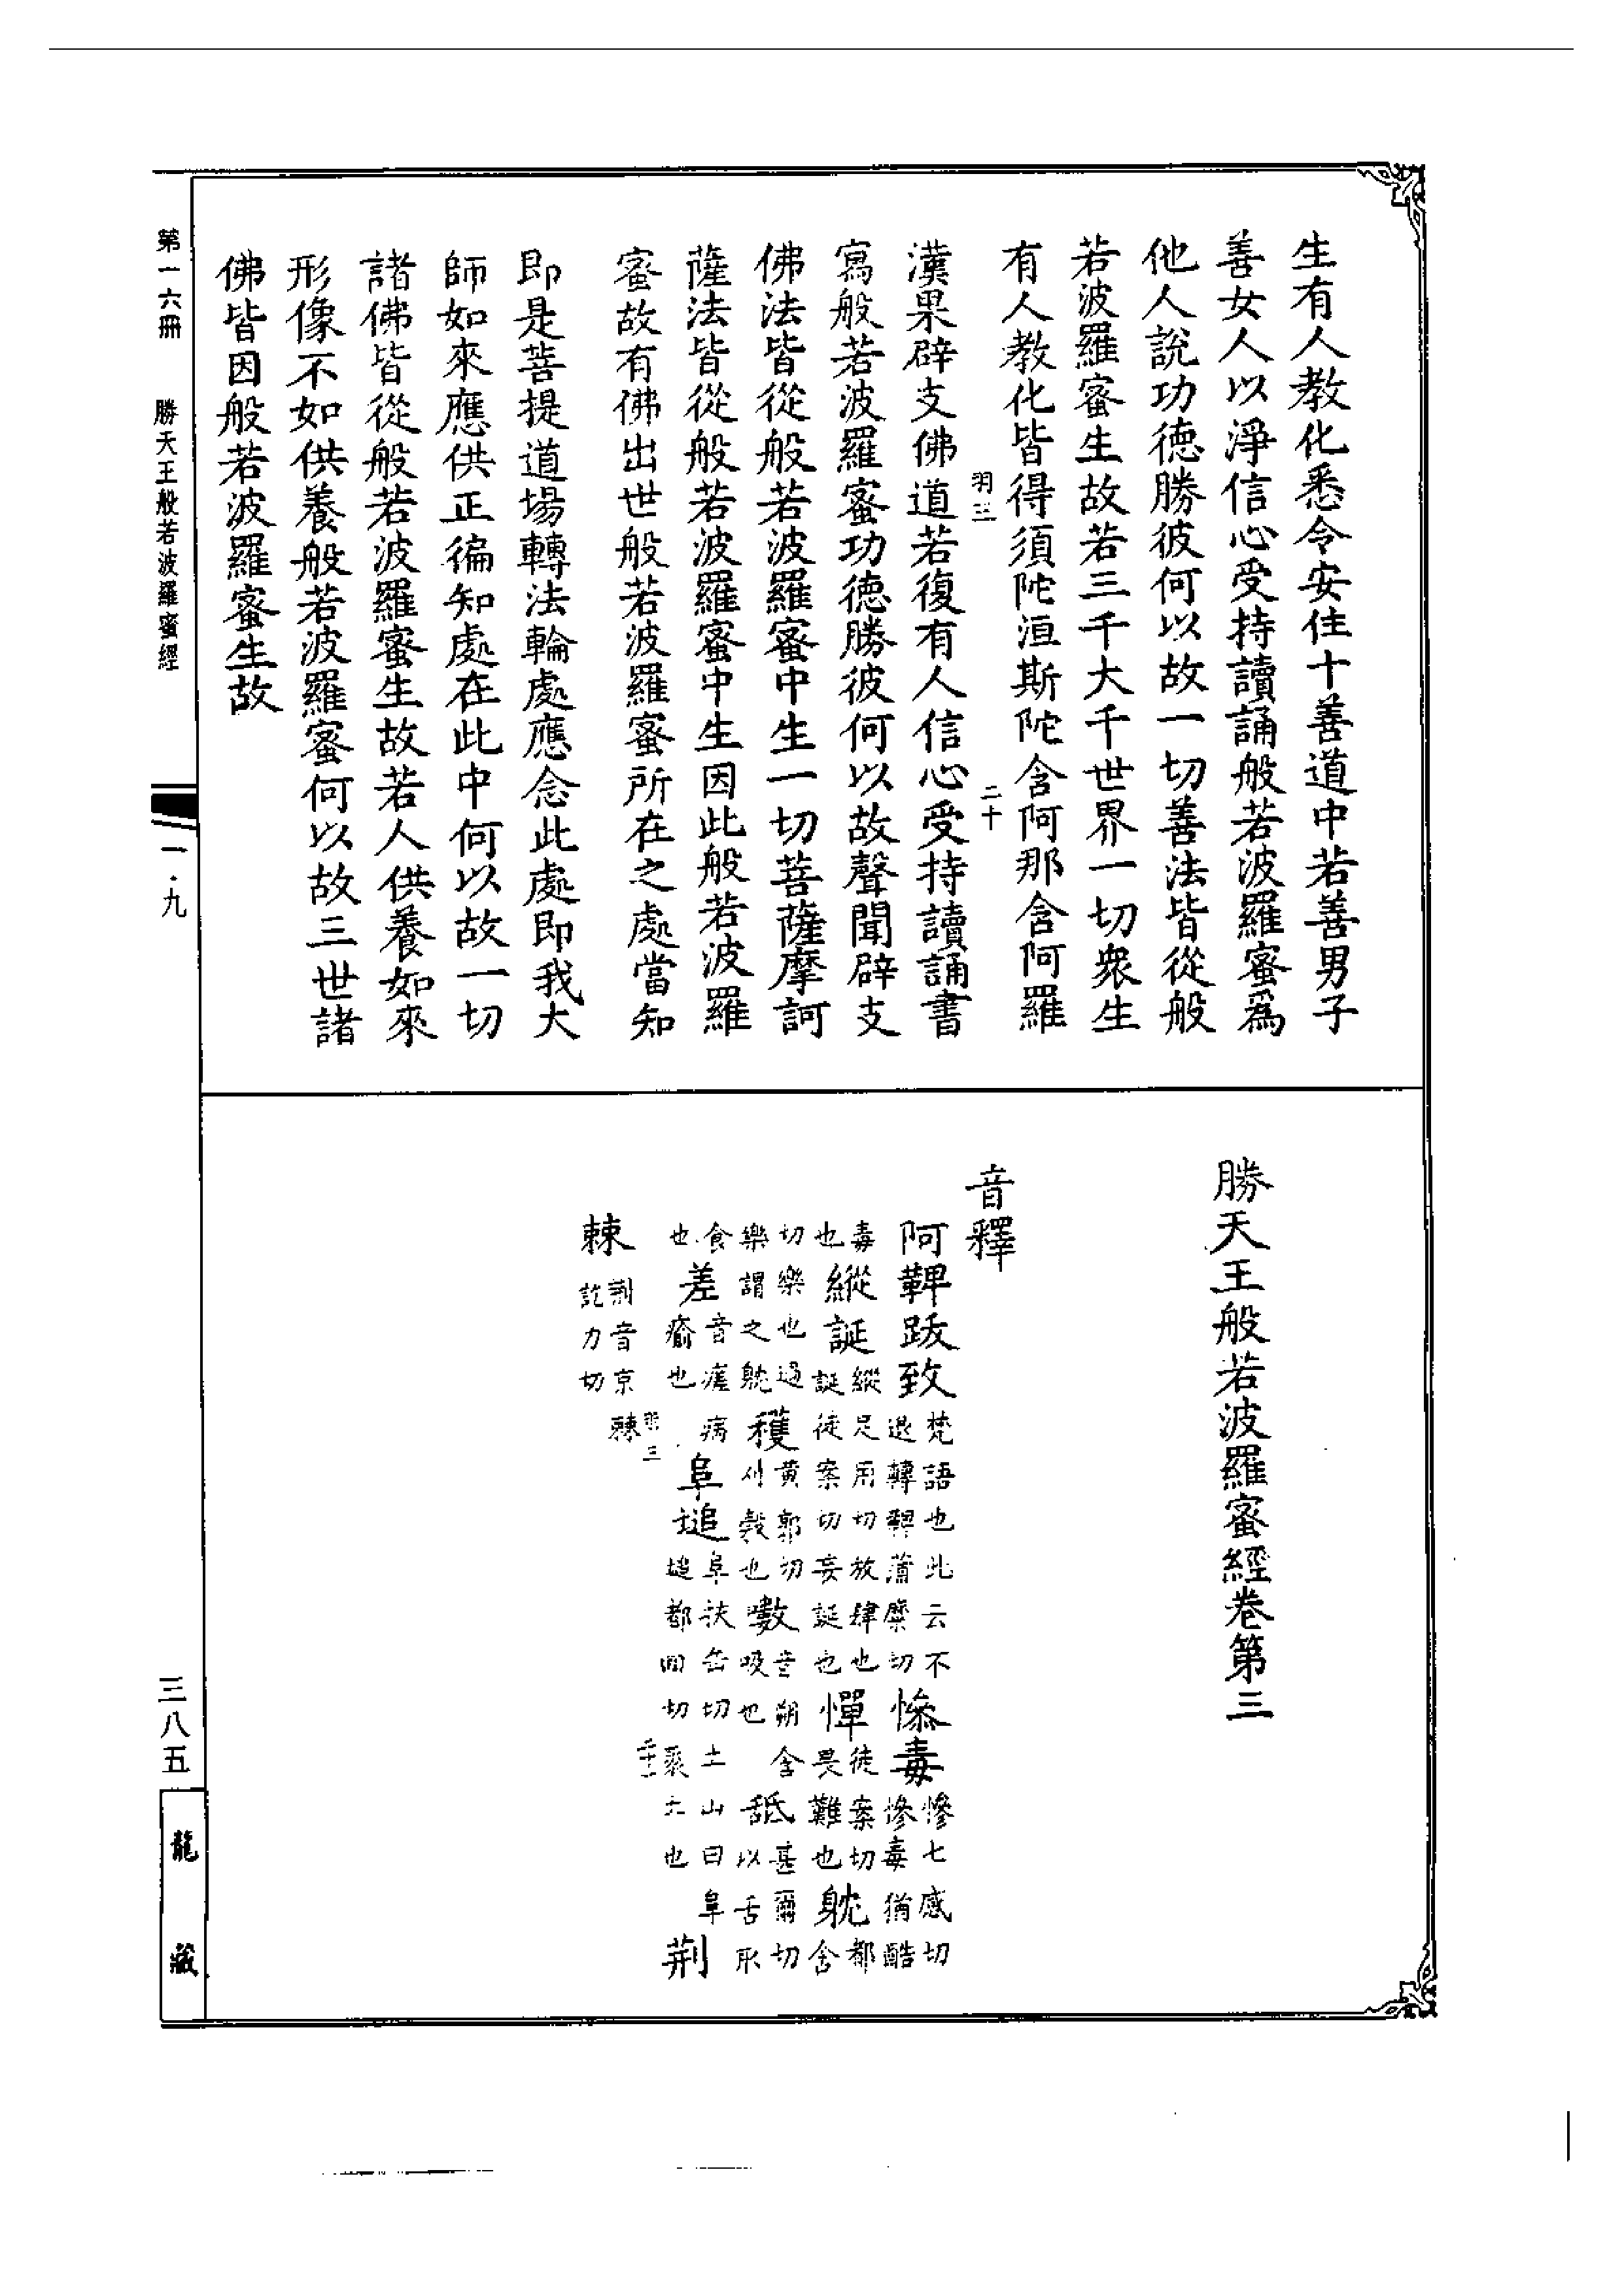 生有人教化悉令安住十善道中若善男子
善女人以淨信心受持讀誦般若波羅蜜爲
他人說功德勝彼何以故一切善法皆從般
若波羅蜜生故若三千大千世界一切衆生
有人教化皆得須陀洹斯陀含阿那含阿羅
羽三 二十
漢果辟支佛道若復有人信心受持讀誦書
寫般若波羅蜜功德勝彼何以故聲聞辟支
佛法皆從般若波羅蜜中生一切菩薩摩訶
薩法皆從般若波羅蜜中生因此般若波羅
蜜故有佛出世般若波羅蜜所在之處當知
即是菩提道場轉法輪處應念此處即我大
師如來應供正徧知處在此中何以故一切
諸佛皆從般若波羅蜜生故若人供養如來
形像不如供養般若波羅蜜何以故三世諸
佛皆因般若波羅蜜生故
勝天王般若波羅蜜經卷第三
音釋
阿鞞跋致 梵語也此云不退轉鞞蒲糜切 慘毒 慘七感切慘毒猶酷
毒也 縱誕 縱足用切放肆也誕徒案切妄誕也 憚 徒案切畏難也 躭 都含
切樂也過樂謂之躭 穫 黄郭切刈穀也 嗽 音朔含吸也 舐 甚爾切以舌取
食也 差 音瘥病瘉也 阜塠 阜扶缶切土山曰阜塠都回切聚土也 荆
棘 荆音京棘訖力切
羽三
第一六冊 勝天王般若波羅蜜經
一·九
三八五
龍藏